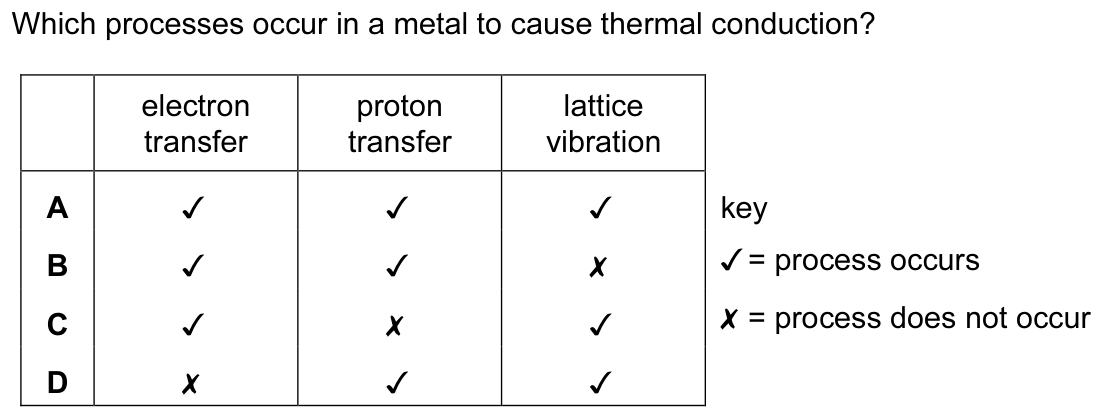 Which processes occur in a metal to cause thermal conduction?
electron transfer proton transfer lattice vibration
A ✓ ✓ ✓
B ✓ ✓ ✗
C ✓ ✗ ✓
D ✗ ✓ ✓
key
✓ = process occurs
✗ = process does not occur